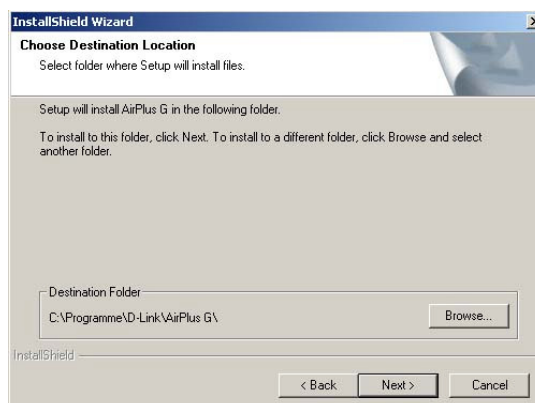 InstallShield Wizard
Choose Destination Location
Select folder where Setup will install files.
Setup will install AirPlus G in the following folder.
To install to this folder, click Next. To install to a different folder, click Browse and select
another folder.
Destination Folder
C:\Programme\D-Link\AirPlus G\
Browse...
InstallShield
< Back
Next >
Cancel